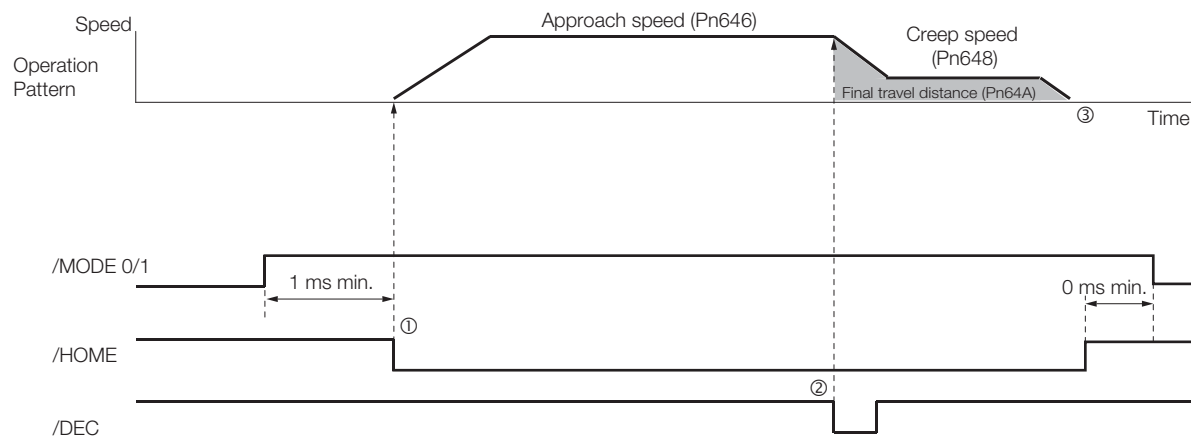 Speed
Approach speed (Pn646)
Creep speed
(Pn648)
Operation
Pattern
Final travel distance (Pn64A)
③
Time
/MODE 0/1
1 ms min.
0 ms min.
①
/HOME
②
/DEC